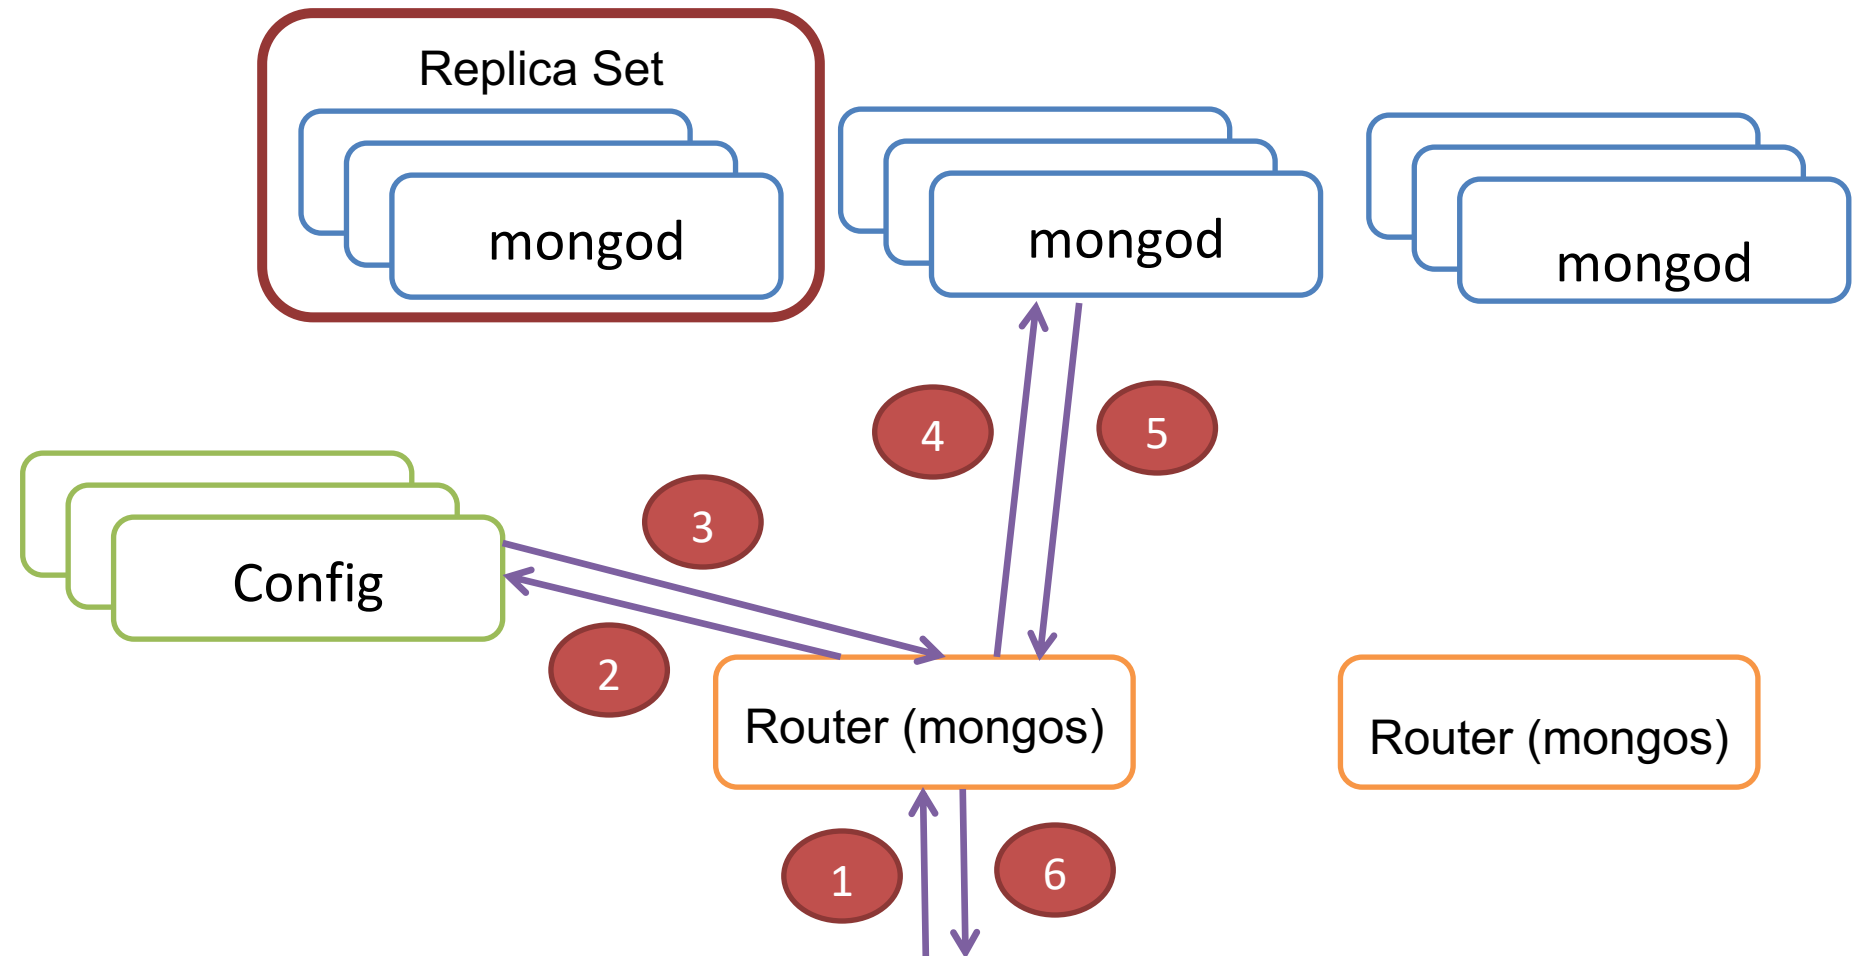 Replica Set
mongod
mongod
mongod
4
5
3
Config
2
Router (mongos)
Router (mongos)
1
6